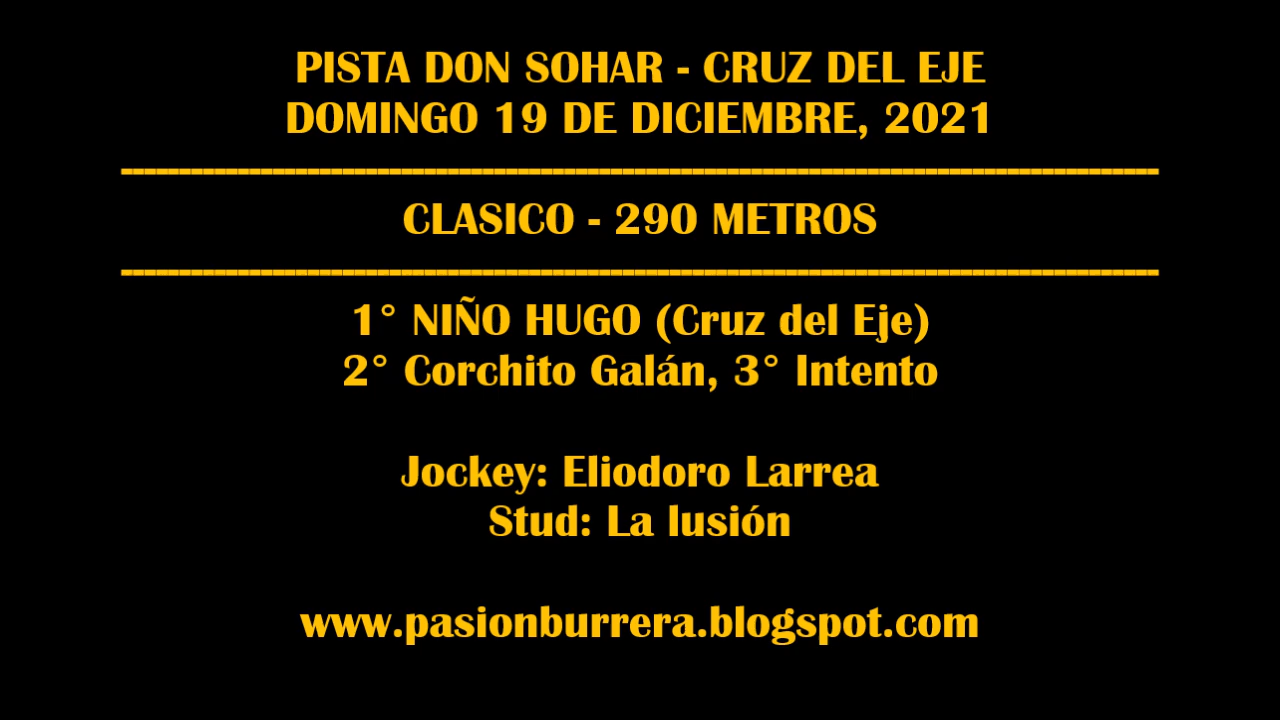 PISTA DON SOHAR - CRUZ DEL EJE
DOMINGO 19 DE DICIEMBRE, 2021
CLASICO - 290 METROS
1° NIÑO HUGO (Cruz del Eje)
2° Corchito Galán, 3° Intento
Jockey: Eliodoro Larrea
Stud: La lusión
www.pasionburrera.blogspot.com